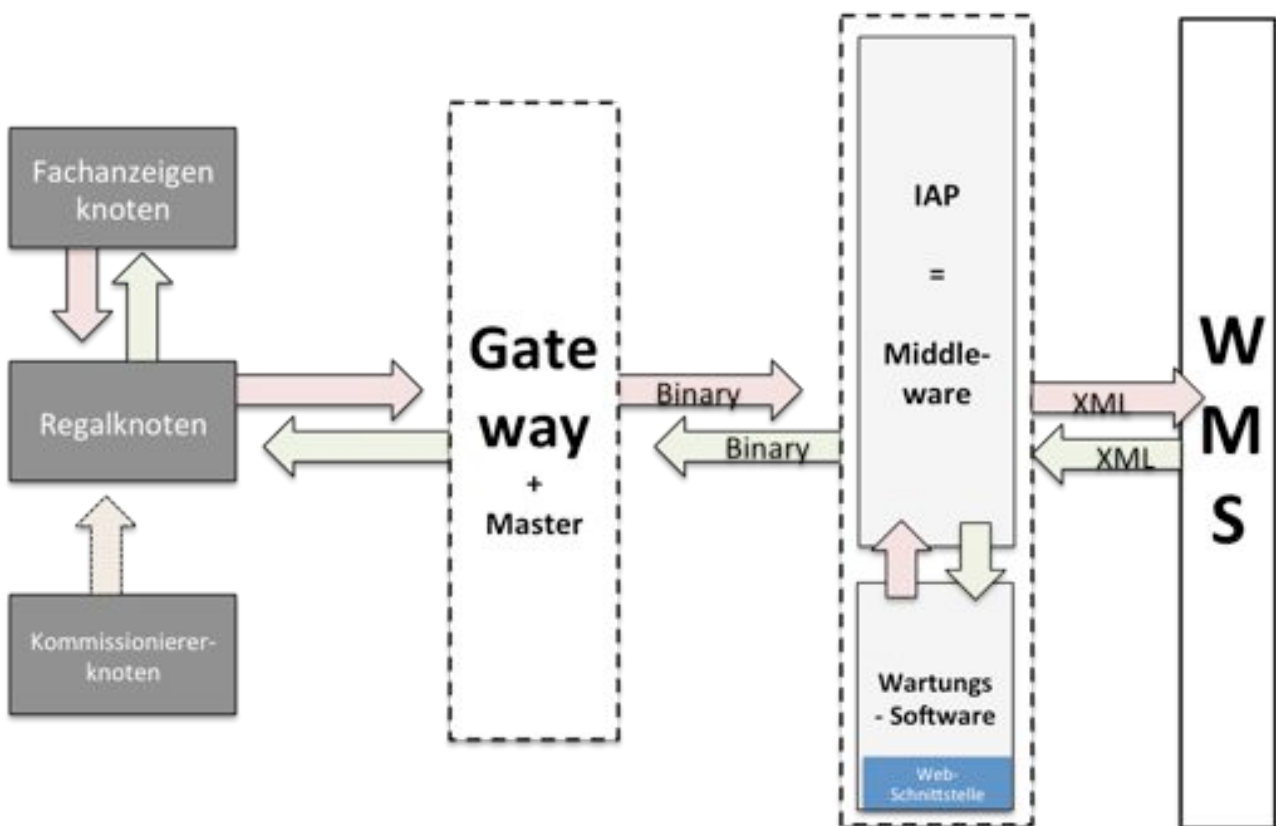 Fachanzeigen
knoten
Regalknoten
Kommissionierer-
knoten
Gate
way
+
Master
Binary
Binary
IAP
=
Middle-
ware
Wartungs
- Software
Web-
Schnittstelle
XML
XML
W
M
S